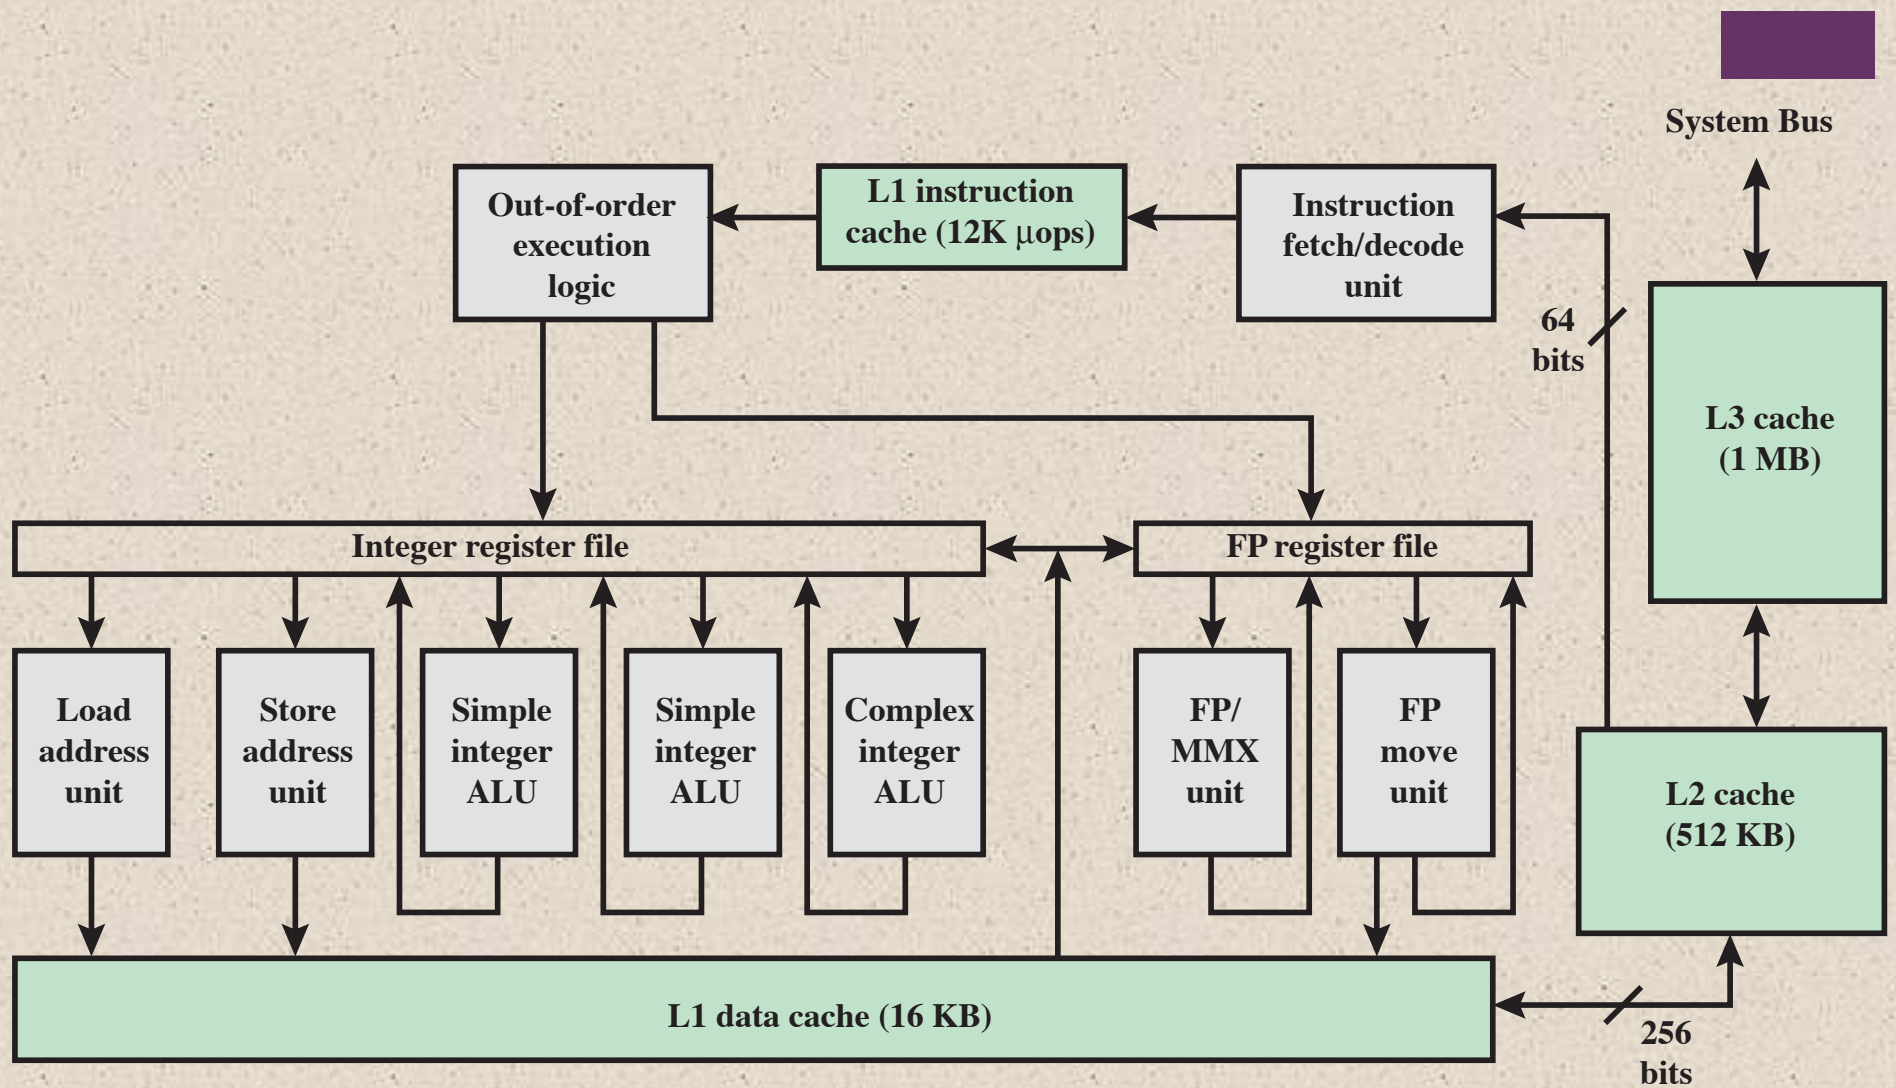 System Bus
Out-of-order
execution
logic
L1 instruction
cache (12K μops)
Instruction
fetch/decode
unit
64
bits
L3 cache
(1 MB)
Integer register file
FP register file
Load
address
unit
Store
address
unit
Simple
integer
ALU
Simple
integer
ALU
Complex
integer
ALU
FP/
MMX
unit
FP
move
unit
L2 cache
(512 KB)
L1 data cache (16 KB)
256
bits